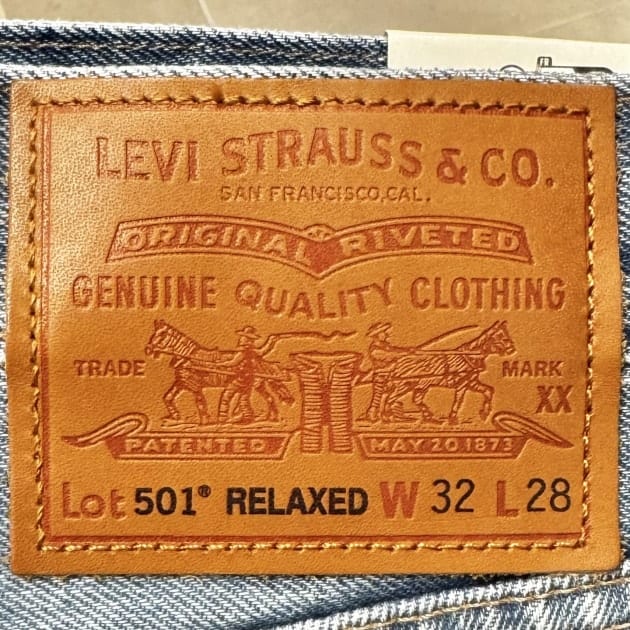 LEVI STRAUSS & CO.
SAN FRANCISCO, CAL.
ORIGINAL RIVETED
GENUINE QUALITY CLOTHING
TRADE MARK
XX
PATENTED MAY 20 1873
Lot 501® RELAXED W 32 L 28